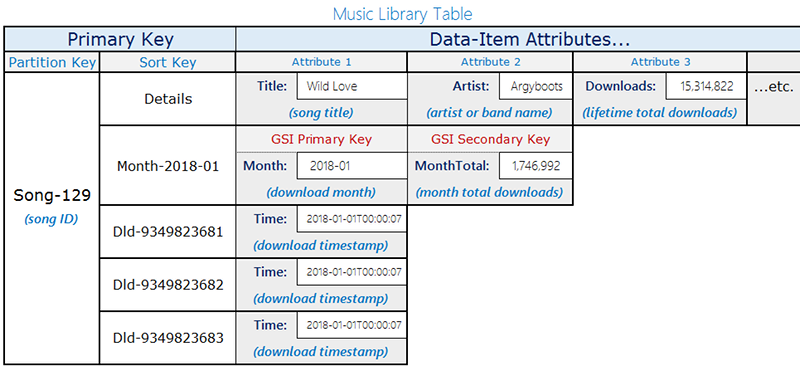 Music Library Table
Primary Key Data-Item Attributes...
Partition Key Sort Key Attribute 1 Attribute 2 Attribute 3
Details Title: Wild Love Artist: Argyboots Downloads: 15,314,822 ...etc.
(song title) (artist or band name) (lifetime total downloads)
GSI Primary Key GSI Secondary Key
Month-2018-01 Month: 2018-01 MonthTotal: 1,746,992
(download month) (month total downloads)
Song-129
(song ID)
Dld-9349823681 Time: 2018-01-01T00:00:07
(download timestamp)
Dld-9349823682 Time: 2018-01-01T00:00:07
(download timestamp)
Dld-9349823683 Time: 2018-01-01T00:00:07
(download timestamp)